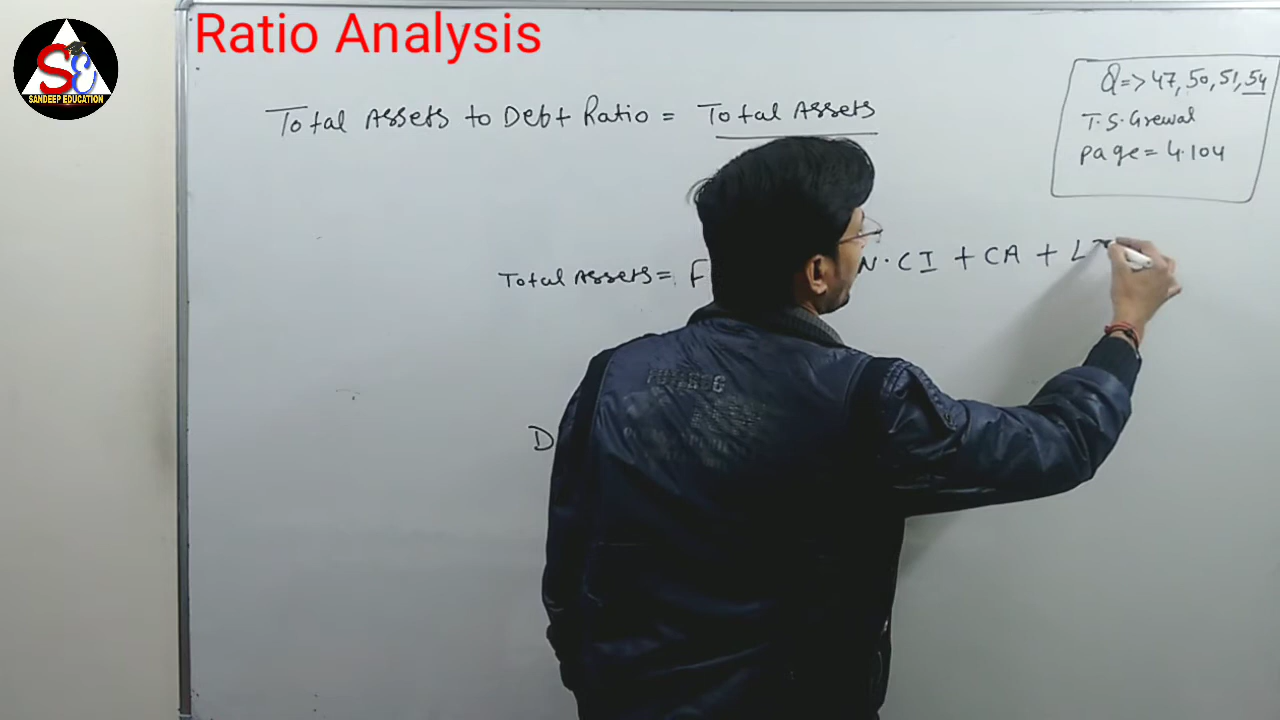 Ratio Analysis
SE
SANDEEP EDUCATION
Q=> 47, 50, 51, 54
T.S.Grewal
page = 4.104
Total Assets to Debt Ratio = Total Assets
Total Assets = F N.CI + CA + L
D